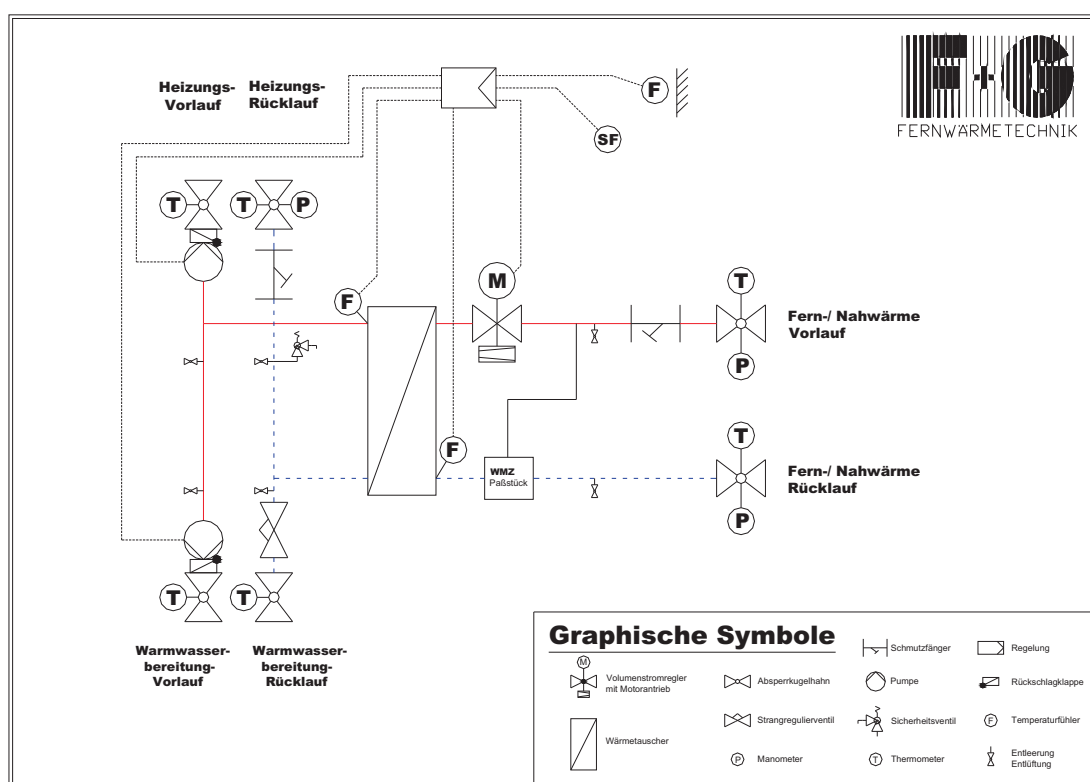 F+G
FERNWÄRMETECHNIK
Heizungs-
Vorlauf
Heizungs-
Rücklauf
F
SF
T
T
P
M
T
F
Fern-/ Nahwärme
Vorlauf
P
T
F
WMZ
Paßstück
Fern-/ Nahwärme
Rücklauf
P
T
T
Warmwasser-
bereitung-
Vorlauf
Warmwasser-
bereitung-
Rücklauf
Graphische Symbole
M
Volumenstromregler
mit Motorantrieb
Wärmetauscher
Absperrkugelhahn
Strangregulierventil
P
Manometer
Schmutzfänger
Pumpe
Sicherheitsventil
T
Thermometer
Regelung
Rückschlagklappe
F
Temperaturfühler
Entleerung
Entlüftung